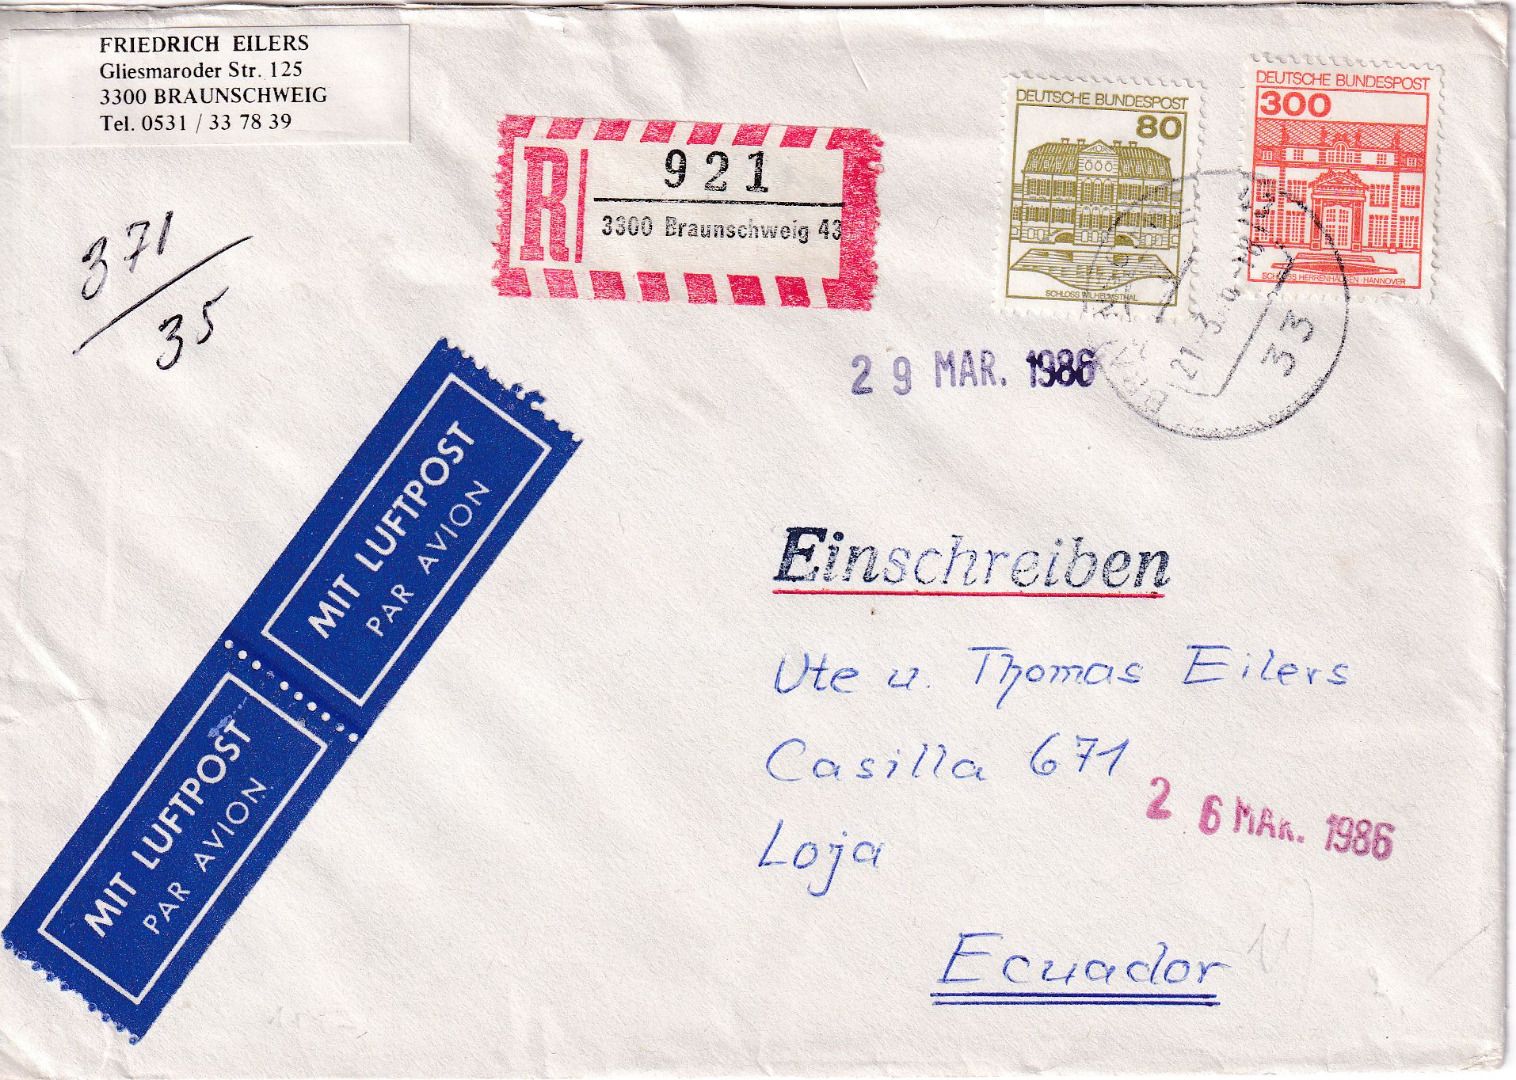 FRIEDRICH EILERS
Gliesmaroder Str. 125
3300 BRAUNSCHWEIG
Tel. 0531 / 33 78 39
371
35
R
921
3300 Braunschweig 43
DEUTSCHE BUNDESPOST
80
SCHLOSS WILHELMSTHAL
DEUTSCHE BUNDESPOST
300
SCHLOSS HERRENHAUSEN HANNOVER
33
29 MAR. 1986
MIT LUFTPOST
PAR AVION
MIT LUFTPOST
PAR AVION
Einschreiben
Ute u. Thomas Eilers
Casilla 671
26 MAR. 1986
Loja
Ecuador